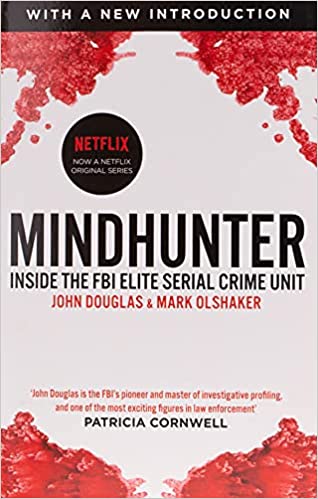 WITH A NEW INTRODUCTION
NETFLIX
NOW A NETFLIX
ORIGINAL SERIES
MINDHUNTER
INSIDE THE FBI ELITE SERIAL CRIME UNIT
JOHN DOUGLAS & MARK OLSHAKER
'John Douglas is the FBI's pioneer and master of investigative profiling,
and one of the most exciting figures in law enforcement'
PATRICIA CORNWELL